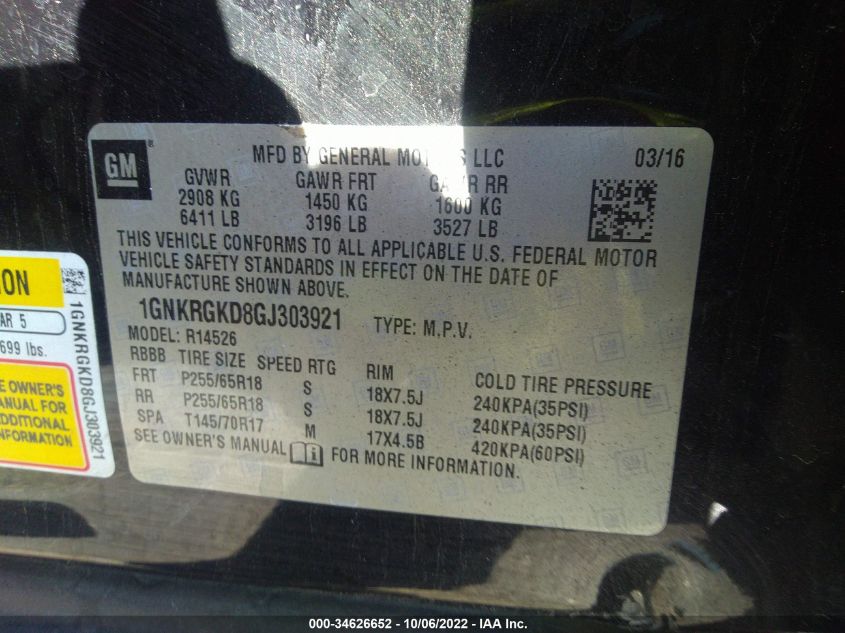 GM ®
MFD BY GENERAL MOTORS LLC 03/16
GVWR GAWR FRT GAWR RR
2908 KG 1450 KG 1600 KG
6411 LB 3196 LB 3527 LB
THIS VEHICLE CONFORMS TO ALL APPLICABLE U.S. FEDERAL MOTOR
VEHICLE SAFETY STANDARDS IN EFFECT ON THE DATE OF
MANUFACTURE SHOWN ABOVE.
1GNKRGKD8GJ303921 TYPE: M.P.V.
MODEL: R14526
RBBB TIRE SIZE SPEED RTG RIM COLD TIRE PRESSURE
FRT P255/65R18 S 18X7.5J 240KPA(35PSI)
RR P255/65R18 S 18X7.5J 240KPA(35PSI)
SPA T145/70R17 M 17X4.5B 420KPA(60PSI)
SEE OWNER'S MANUAL FOR MORE INFORMATION.
ON
AR 5
699 lbs.
E OWNER'S
ANUAL FOR
DDITIONAL
FORMATION
1GNKRGKD8GJ303921
000-34626652 - 10/06/2022 - IAA Inc.